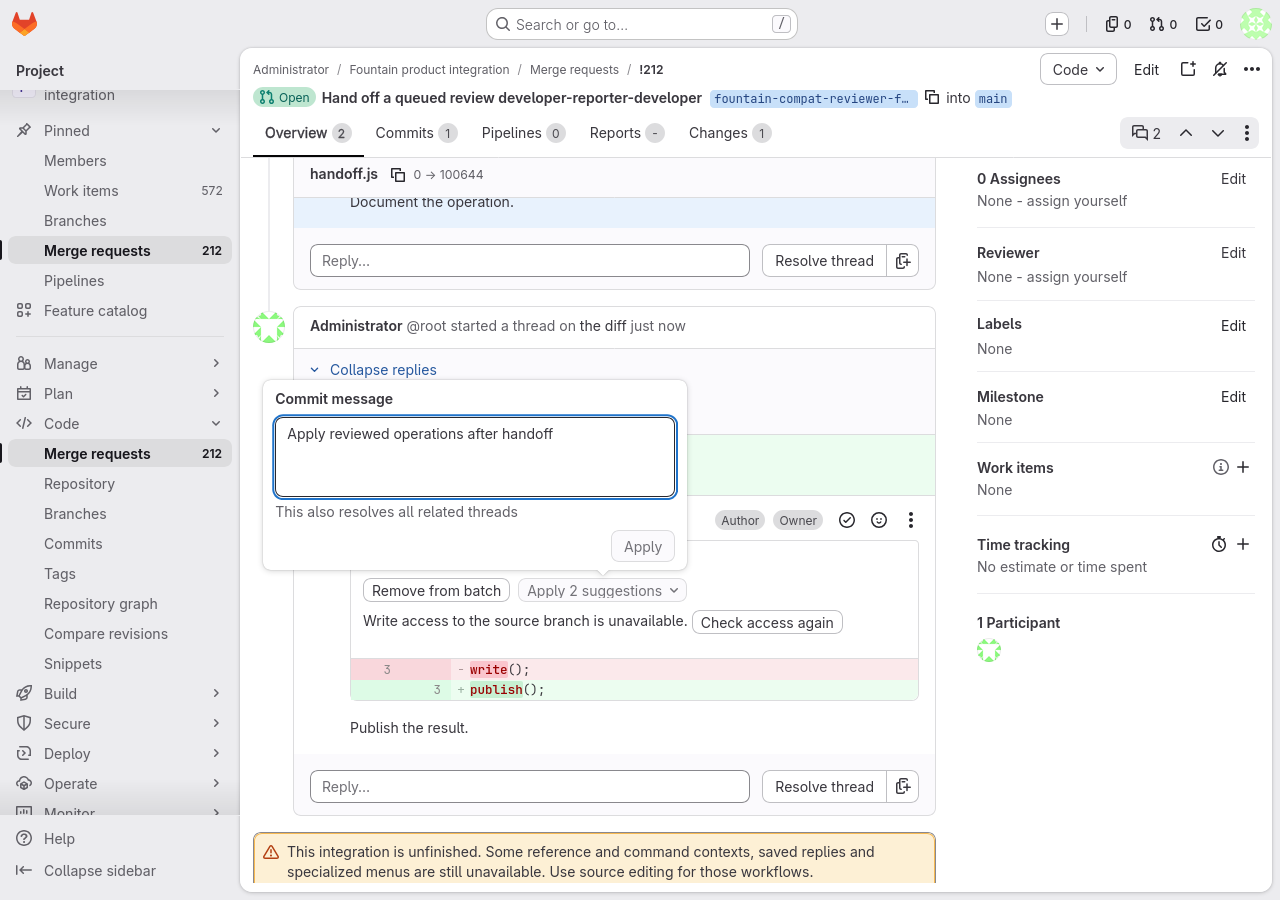 Search or go to...
/
0
0
0
Project
integration
Pinned
Members
Work items 572
Branches
Merge requests 212
Pipelines
Feature catalog
Manage
Plan
Code
Merge requests 212
Repository
Branches
Commits
Tags
Repository graph
Compare revisions
Snippets
Build
Secure
Deploy
Operate
Monitor
Help
Collapse sidebar
Administrator / Fountain product integration / Merge requests / !212
Code
Edit
Open
Hand off a queued review developer-reporter-developer
fountain-compat-reviewer-f… into main
Overview 2
Commits 1
Pipelines 0
Reports -
Changes 1
2
handoff.js 0 → 100644
Document the operation.
Reply...
Resolve thread
Administrator @root started a thread on the diff just now
Collapse replies
Commit message
Apply reviewed operations after handoff
This also resolves all related threads
Apply
Author
Owner
Remove from batch
Apply 2 suggestions
Write access to the source branch is unavailable.
Check access again
3 - write();
3 + publish();
Publish the result.
Reply...
Resolve thread
This integration is unfinished. Some reference and command contexts, saved replies and
specialized menus are still unavailable. Use source editing for those workflows.
0 Assignees Edit
None - assign yourself
Reviewer Edit
None - assign yourself
Labels Edit
None
Milestone Edit
None
Work items
None
Time tracking
No estimate or time spent
1 Participant